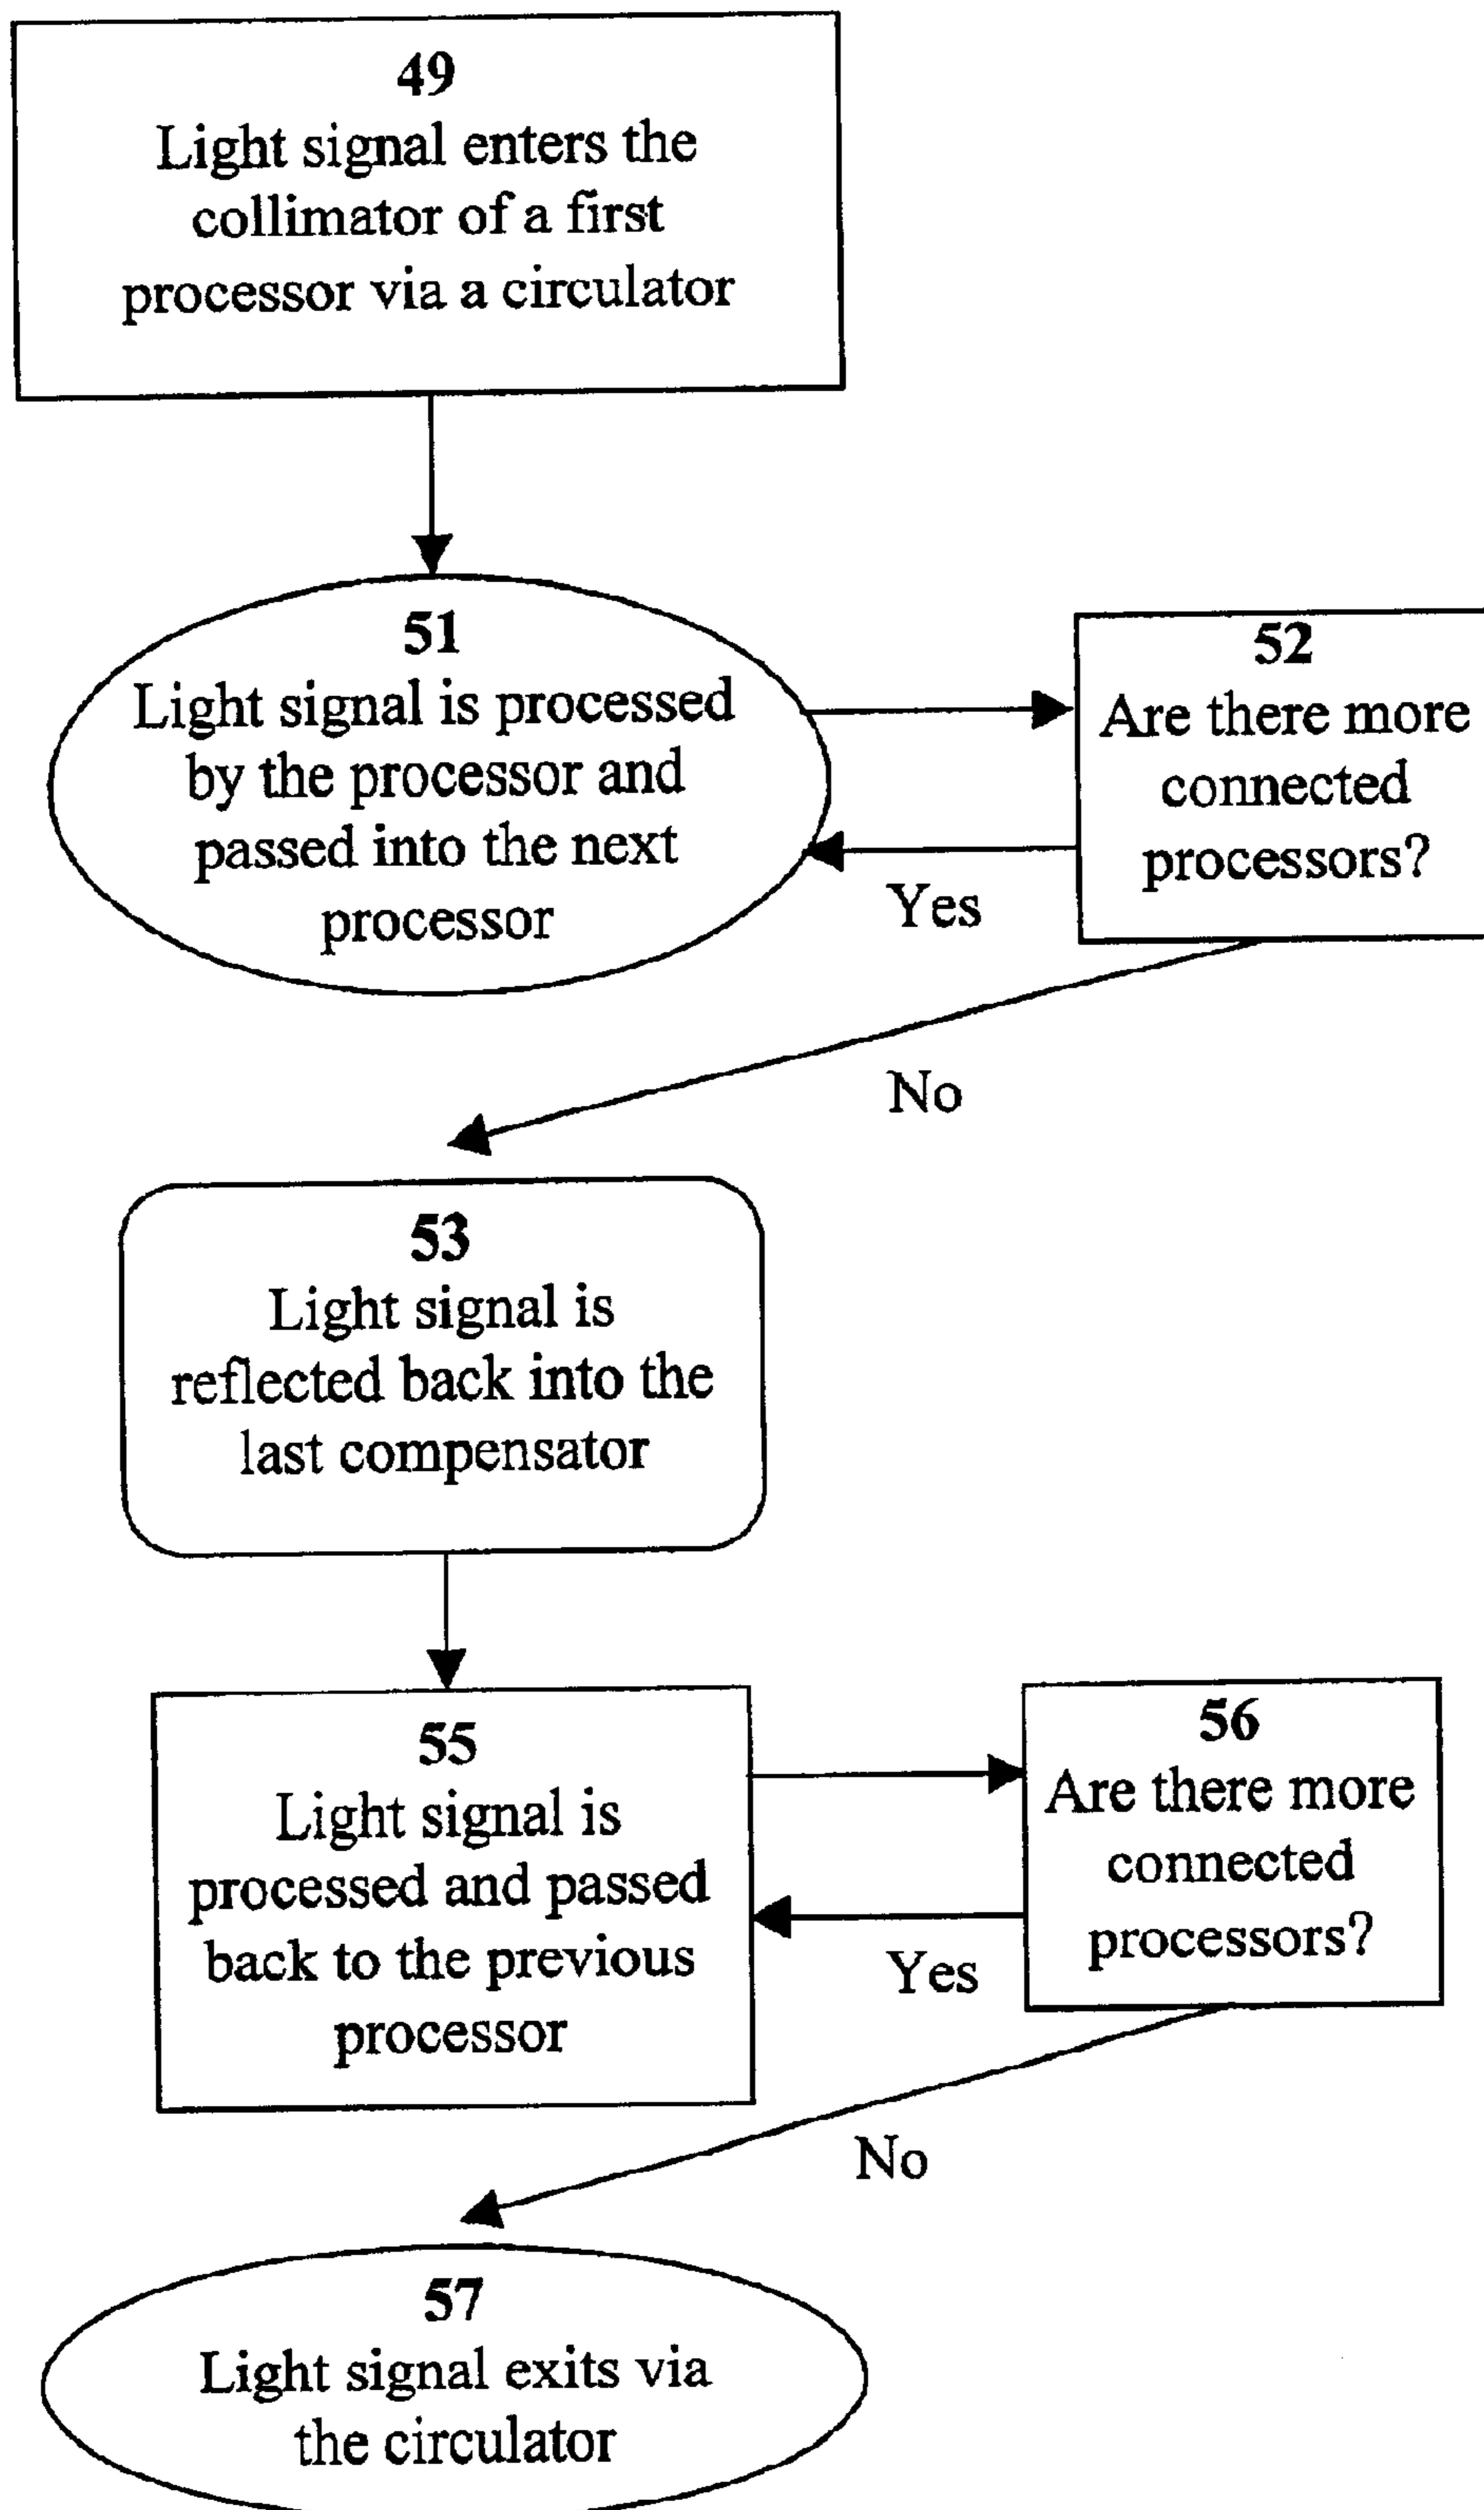 49
Light signal enters the
collimator of a first
processor via a circulator
51
Light signal is processed
by the processor and
passed into the next
processor
52
Are there more
connected
processors?
Yes
No
53
Light signal is
reflected back into the
last compensator
55
Light signal is
processed and passed
back to the previous
processor
56
Are there more
connected
processors?
Yes
No
57
Light signal exits via
the circulator